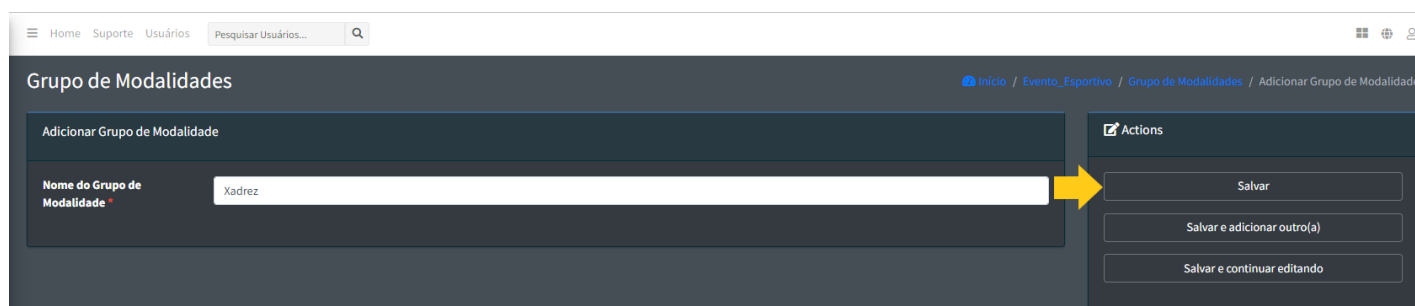 Home Suporte Usuários Pesquisar Usuários...
Grupo de Modalidades
Início / Evento_Esportivo / Grupo de Modalidades / Adicionar Grupo de Modalidade
Adicionar Grupo de Modalidade
Actions
Nome do Grupo de
Modalidade *
Xadrez
Salvar
Salvar e adicionar outro(a)
Salvar e continuar editando